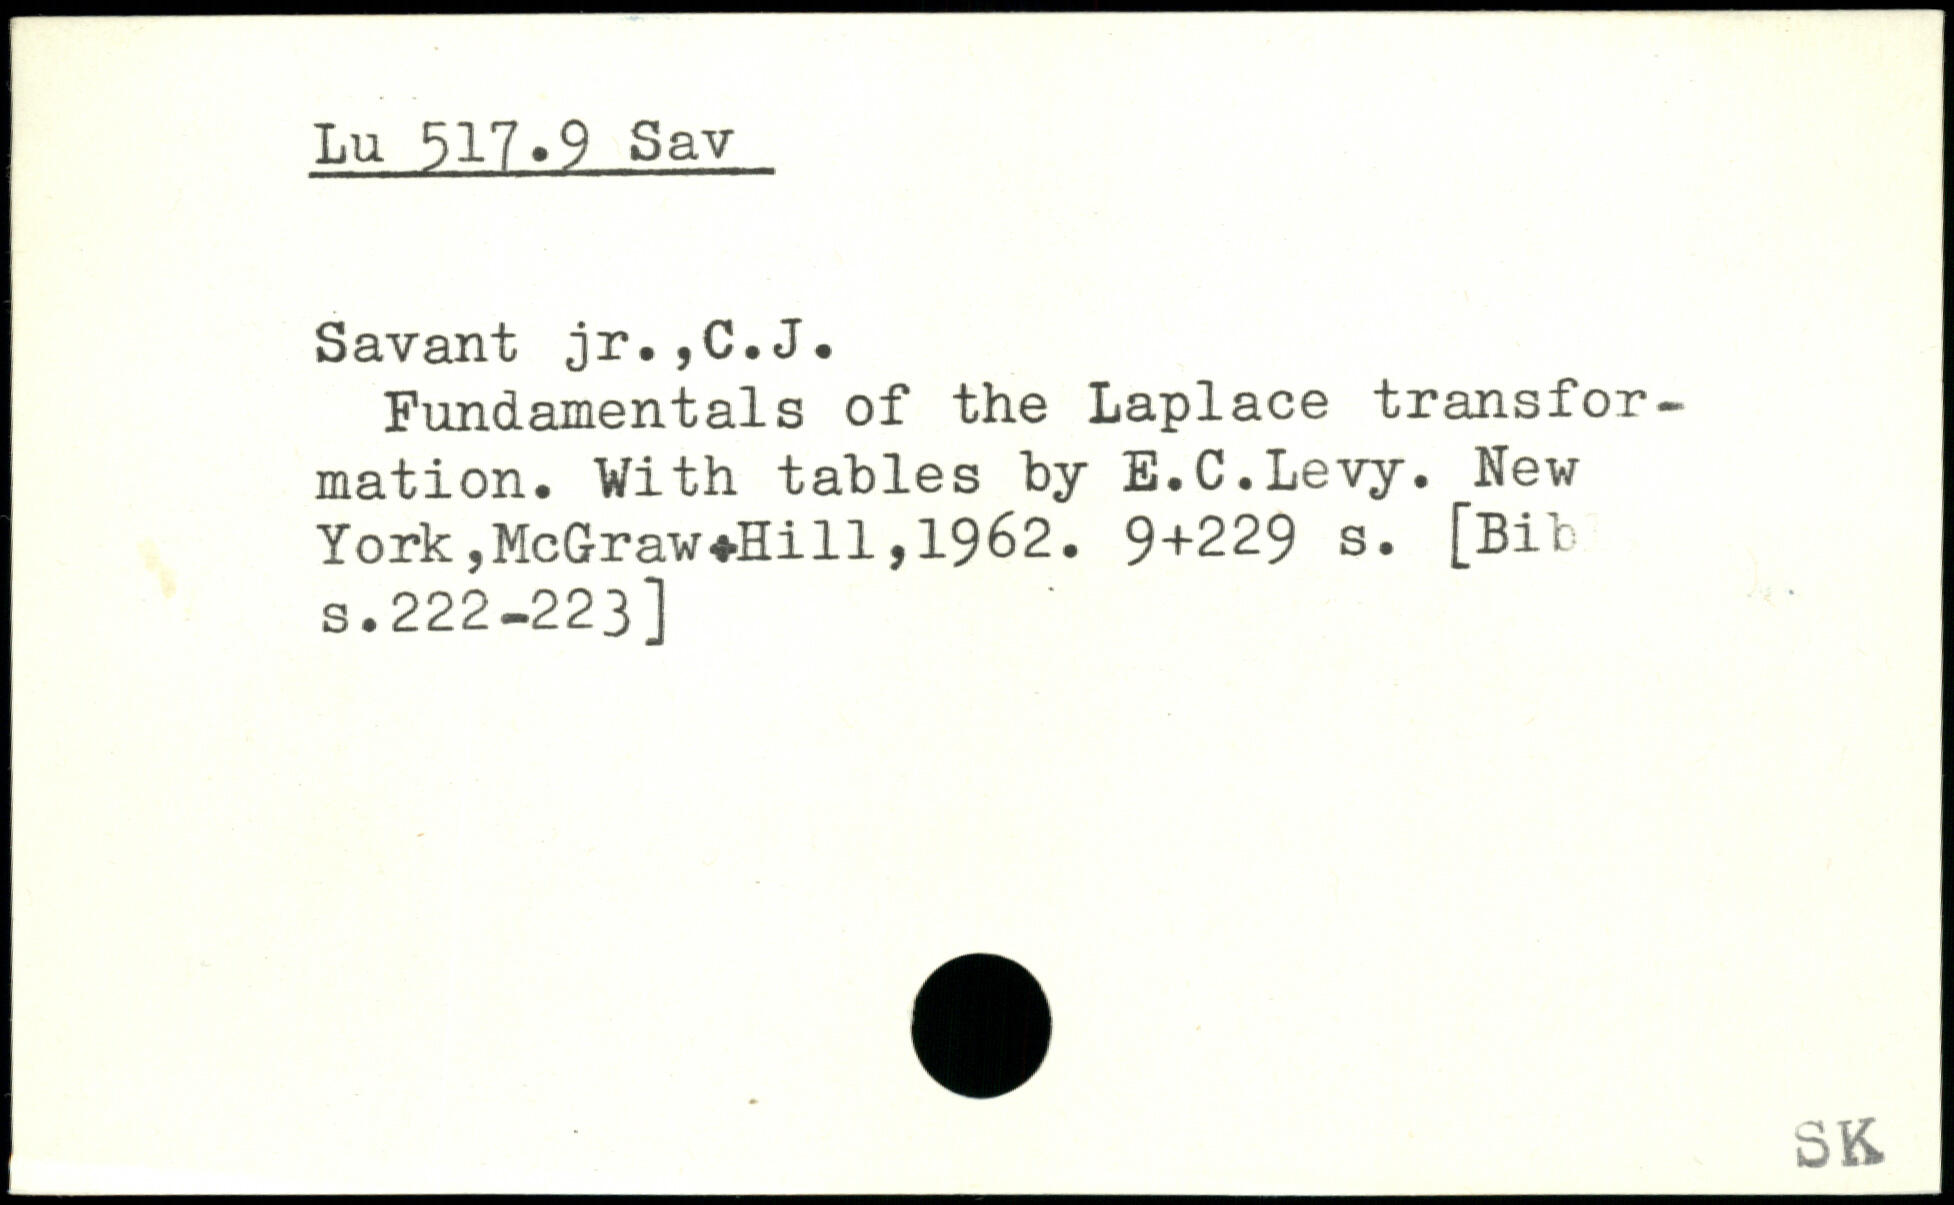 Lu 517.9 Sav
Savant jr.,C.J.
Fundamentals of the Laplace transfor-
mation. With tables by E.C.Levy. New
York,McGraw-Hill,1962. 9+229 s. [Bib
s.222-223]
SK